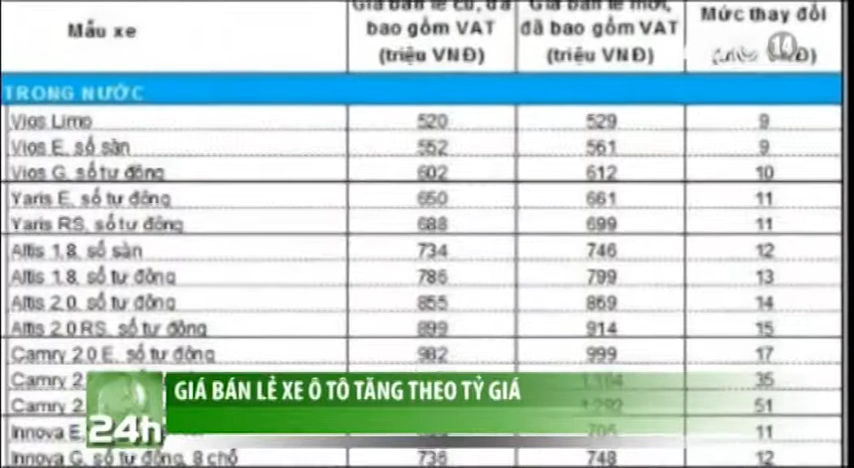 Mẫu xe
Giá bán lẻ cũ, đã bao gồm VAT (triệu VNĐ)
Giá bán lẻ mới, đã bao gồm VAT (triệu VNĐ)
Mức thay đổi
TRONG NƯỚC
Vios Limo 520 529 9
Vios E, số sàn 552 561 9
Vios G, số tự động 602 612 10
Yaris E, số tự động 650 661 11
Yaris RS, số tự động 688 699 11
Altis 1.8, số sàn 734 746 12
Altis 1.8, số tự động 786 799 13
Altis 2.0, số tự động 855 869 14
Altis 2.0 RS, số tự động 899 914 15
Camry 2.0 E, số tự động 982 999 17
Camry 35
Camry 51
Innova E 705 11
Innova G, số tự động, 8 chỗ 736 748 12
GIÁ BÁN LẺ XE Ô TÔ TĂNG THEO TỶ GIÁ
24h